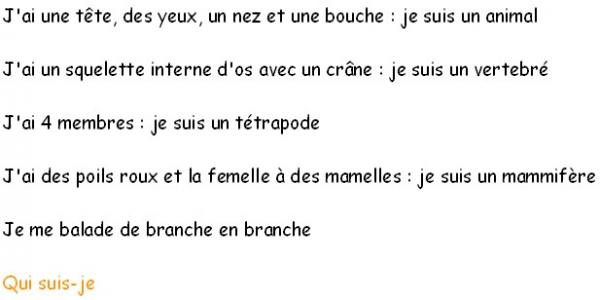 J'ai une tête, des yeux, un nez et une bouche : je suis un animal
J'ai un squelette interne d'os avec un crâne : je suis un vertebré
J'ai 4 membres : je suis un tétrapode
J'ai des poils roux et la femelle à des mamelles : je suis un mammifère
Je me balade de branche en branche
Qui suis-je